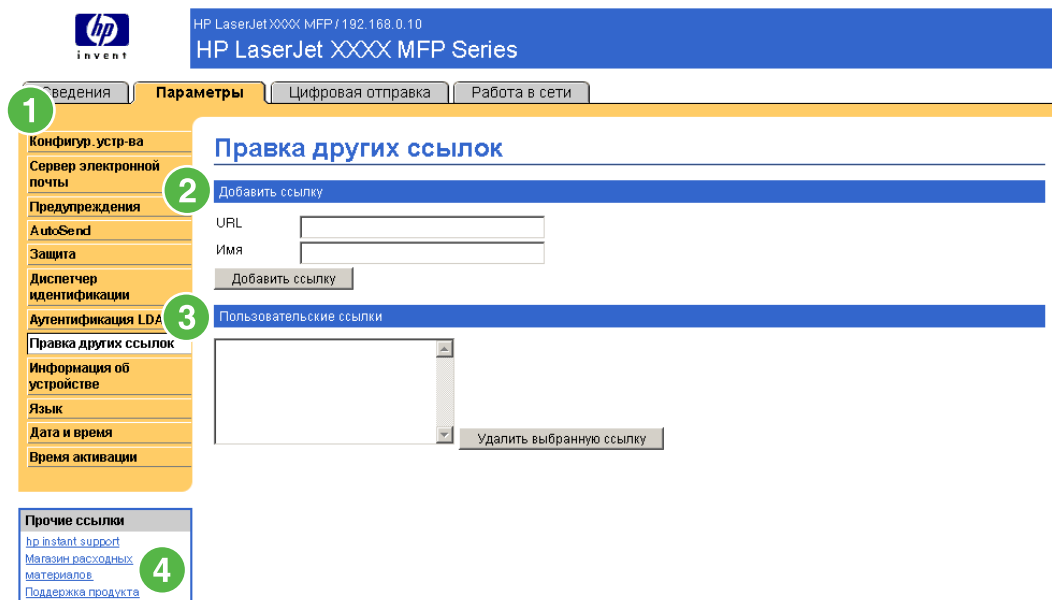 hp
invent
HP LaserJet XXXX MFP / 192.168.0.10
HP LaserJet XXXX MFP Series
Параметры
Цифровая отправка
Работа в сети
1
Конфигур. устр-ва
Сервер электронной
почты
Предупреждения
AutoSend
Защита
Диспетчер
идентификации
Аутентификация
Правка других ссылок
Информация об
устройстве
Язык
Дата и время
Время активации
Правка других ссылок
2
Добавить ссылку
URL
Имя
Добавить ссылку
3
Пользовательские ссылки
Удалить выбранную ссылку
Прочие ссылки
hp instant support
Магазин расходных
материалов
Поддержка продукта
4